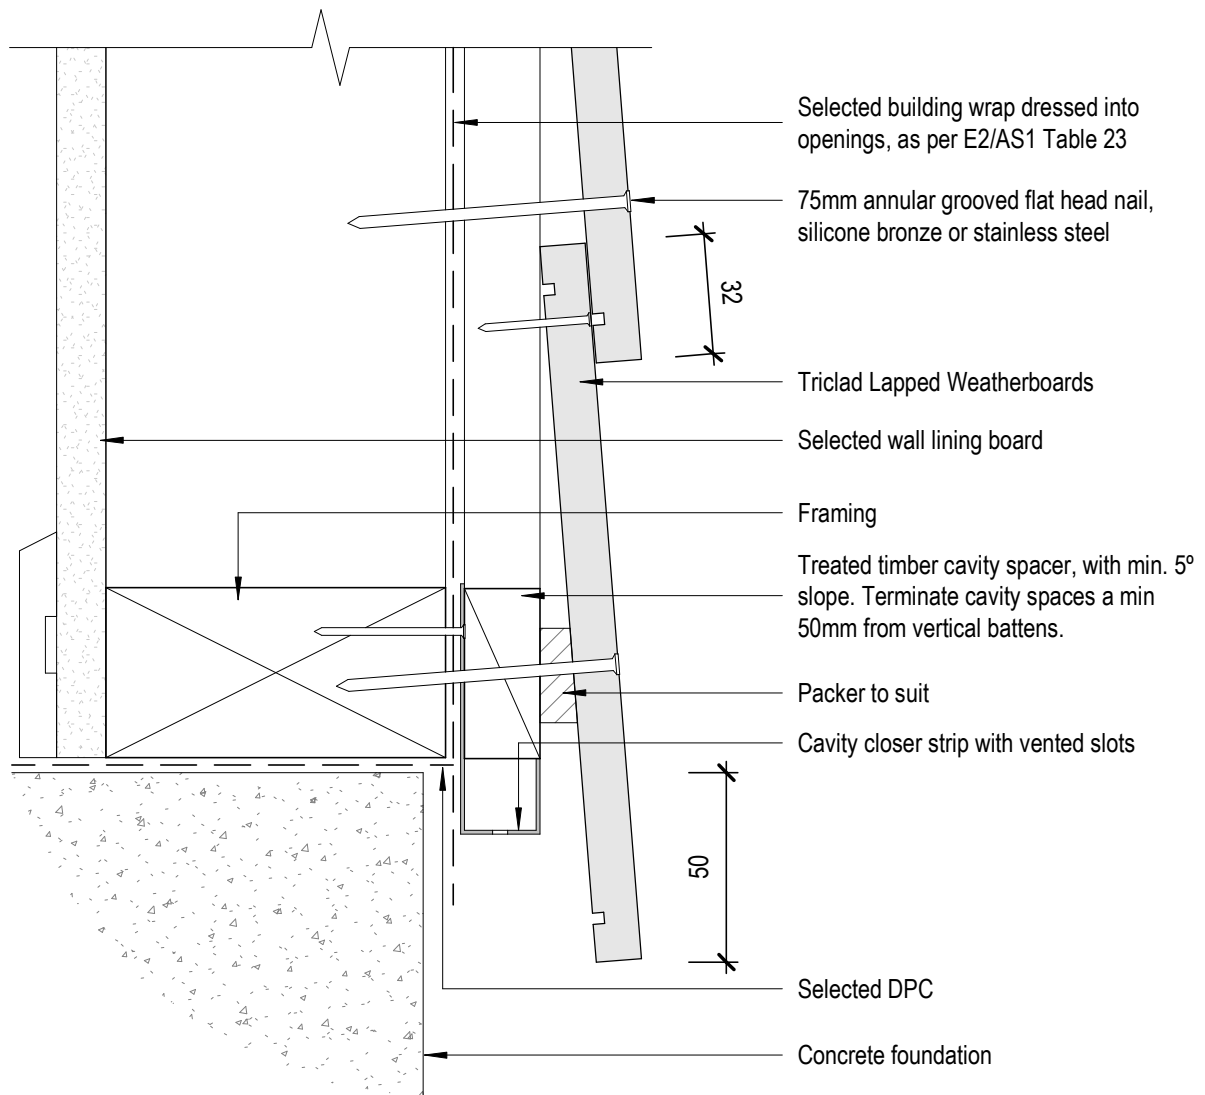 Selected building wrap dressed into
openings, as per E2/AS1 Table 23
75mm annular grooved flat head nail,
silicone bronze or stainless steel
32
Triclad Lapped Weatherboards
Selected wall lining board
Framing
Treated timber cavity spacer, with min. 5º
slope. Terminate cavity spaces a min
50mm from vertical battens.
Packer to suit
Cavity closer strip with vented slots
50
Selected DPC
Concrete foundation